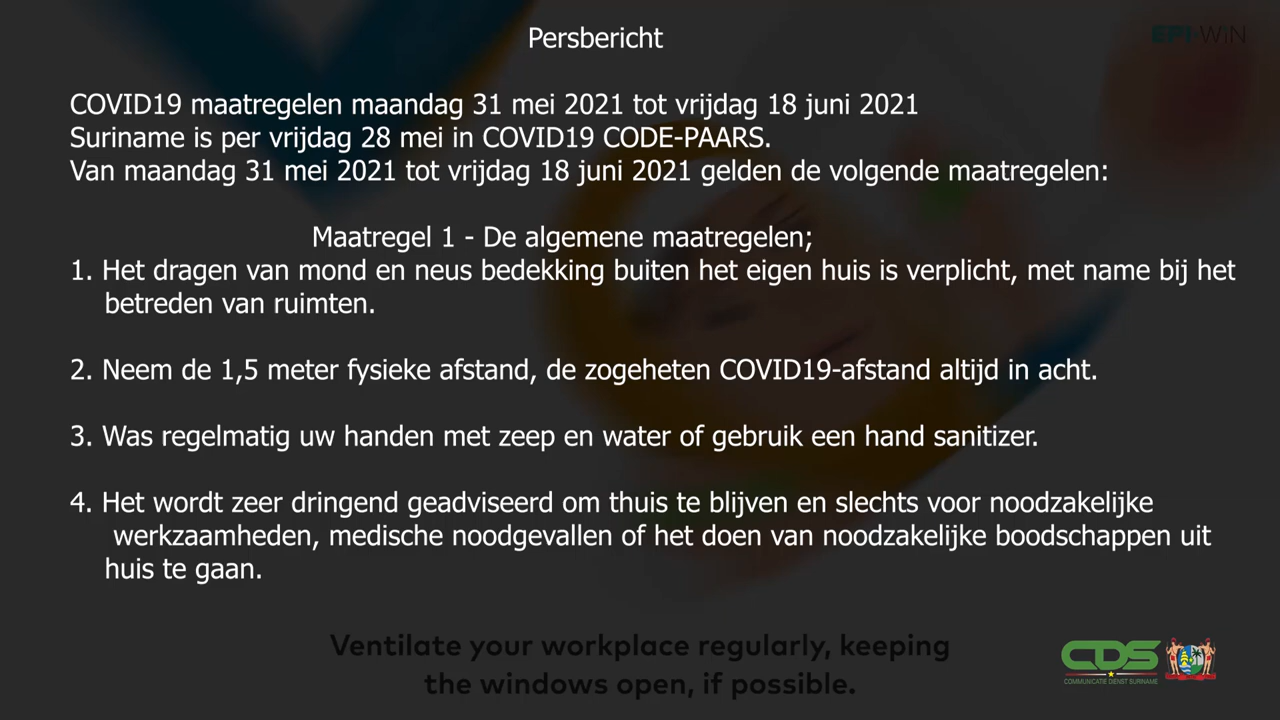 Persbericht
EPI-WiN
COVID19 maatregelen maandag 31 mei 2021 tot vrijdag 18 juni 2021
Suriname is per vrijdag 28 mei in COVID19 CODE-PAARS.
Van maandag 31 mei 2021 tot vrijdag 18 juni 2021 gelden de volgende maatregelen:
Maatregel 1 - De algemene maatregelen;
1. Het dragen van mond en neus bedekking buiten het eigen huis is verplicht, met name bij het
betreden van ruimten.
2. Neem de 1,5 meter fysieke afstand, de zogeheten COVID19-afstand altijd in acht.
3. Was regelmatig uw handen met zeep en water of gebruik een hand sanitizer.
4. Het wordt zeer dringend geadviseerd om thuis te blijven en slechts voor noodzakelijke
werkzaamheden, medische noodgevallen of het doen van noodzakelijke boodschappen uit
huis te gaan.
Ventilate your workplace regularly, keeping
the windows open, if possible.
CDS
COMMUNICATIE DIENST SURINAME